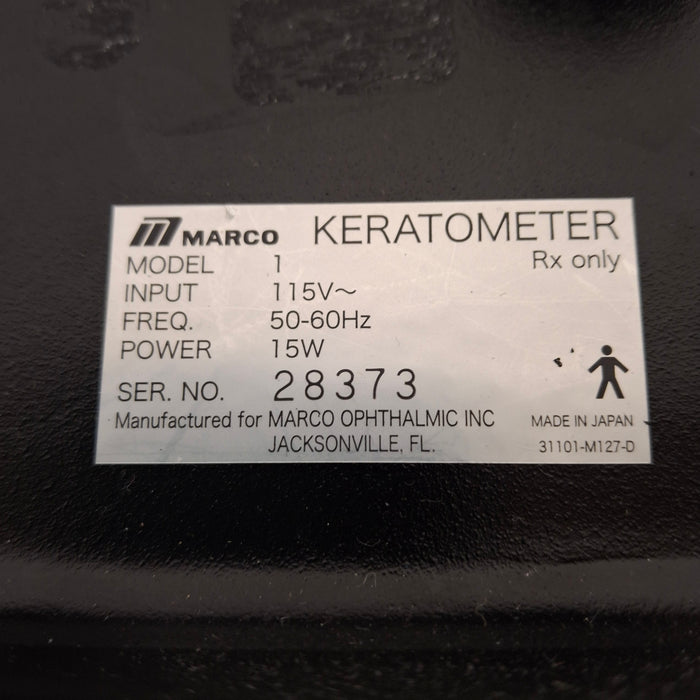 MARCO KERATOMETER
MODEL 1 Rx only
INPUT 115V~
FREQ. 50-60Hz
POWER 15W
SER. NO. 28373
Manufactured for MARCO OPHTHALMIC INC MADE IN JAPAN
JACKSONVILLE, FL. 31101-M127-D